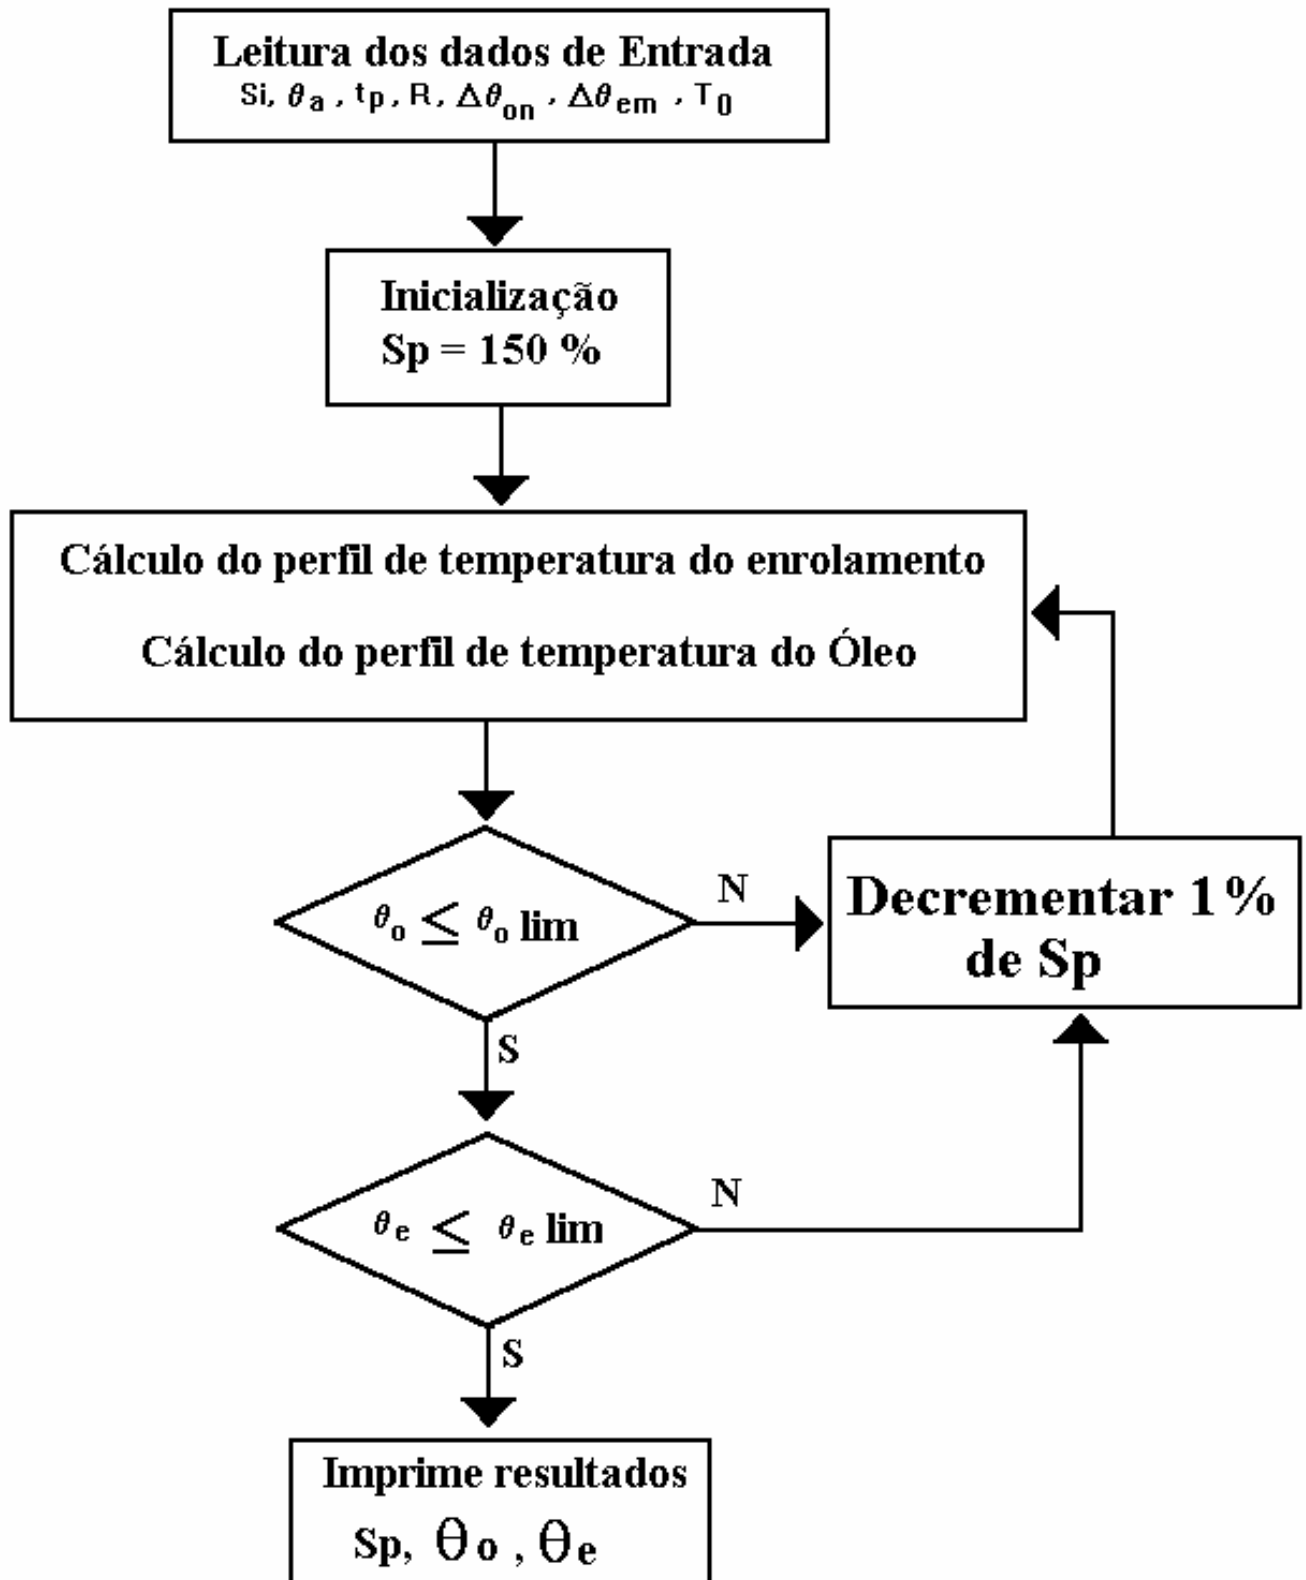 Leitura dos dados de Entrada
Si, θa , tp, R, Δθon , Δθem , T0
Inicialização
Sp = 150 %
Cálculo do perfil de temperatura do enrolamento
Cálculo do perfil de temperatura do Óleo
θo ≤ θo lim
N
Decrementar 1%
de Sp
S
θe ≤ θe lim
N
S
Imprime resultados
Sp, θo , θe